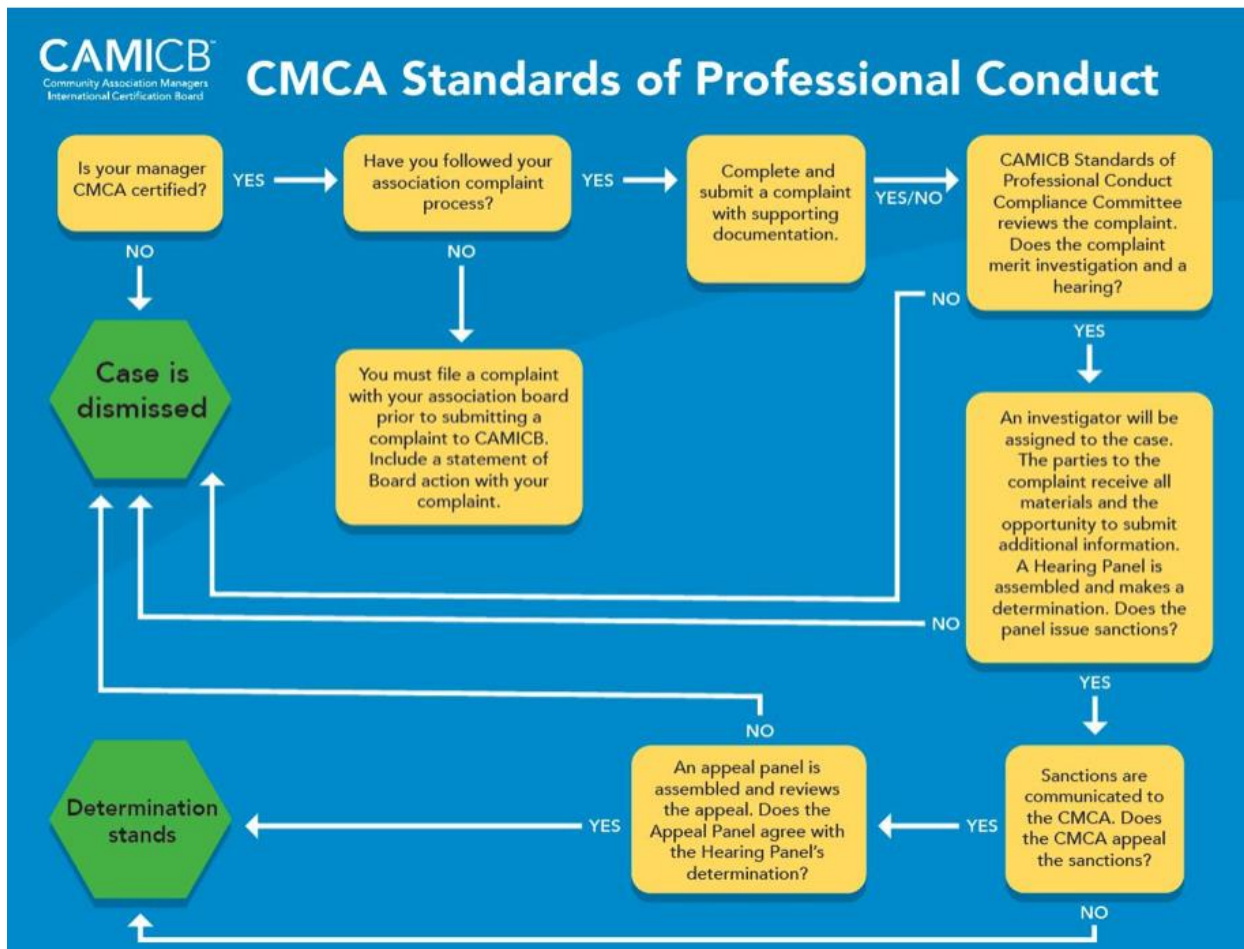 CAMICB™
Community Association Managers
International Certification Board
CMCA Standards of Professional Conduct
Is your manager
CMCA certified?
YES
Have you followed your
association complaint
process?
YES
Complete and
submit a complaint
with supporting
documentation.
YES/NO
CAMICB Standards of
Professional Conduct
Compliance Committee
reviews the complaint.
Does the complaint
merit investigation and a
hearing?
NO
NO
NO
YES
Case is
dismissed
You must file a complaint
with your association board
prior to submitting a
complaint to CAMICB.
Include a statement of
Board action with your
complaint.
An investigator will be
assigned to the case.
The parties to the
complaint receive all
materials and the
opportunity to submit
additional information.
A Hearing Panel is
assembled and makes a
determination. Does the
panel issue sanctions?
NO
YES
NO
Determination
stands
YES
An appeal panel is
assembled and reviews
the appeal. Does the
Appeal Panel agree with
the Hearing Panel's
determination?
YES
Sanctions are
communicated to
the CMCA. Does
the CMCA appeal
the sanctions?
NO